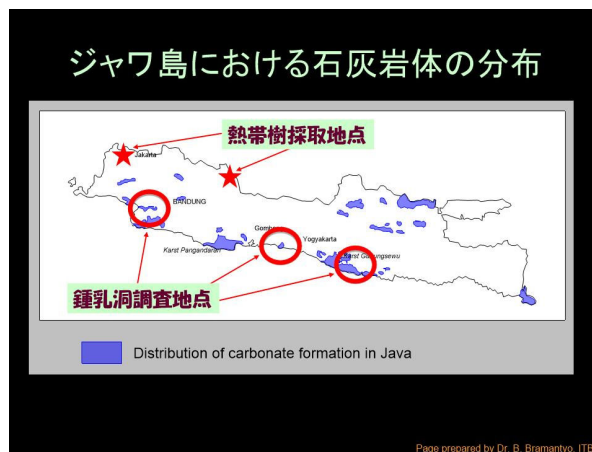 ジャワ島における石灰岩体の分布
熱帯樹採取地点
Jakarta
BANDUNG
Gombong
Yogyakarta
Karst Pangandaran
Karst Gunungsewu
鍾乳洞調査地点
Distribution of carbonate formation in Java
Page prepared by Dr. B. Bramantyo, ITB